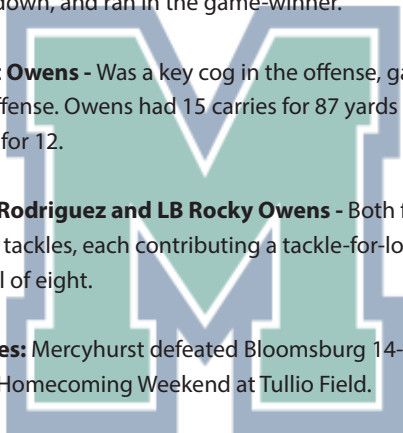 down, and ran in the game-winner.
Owens - Was a key cog in the offense, ga
ffense. Owens had 15 carries for 87 yards
for 12.
Rodriguez and LB Rocky Owens - Both f
tackles, each contributing a tackle-for-lo
l of eight.
es: Mercyhurst defeated Bloomsburg 14-
Homecoming Weekend at Tullio Field.